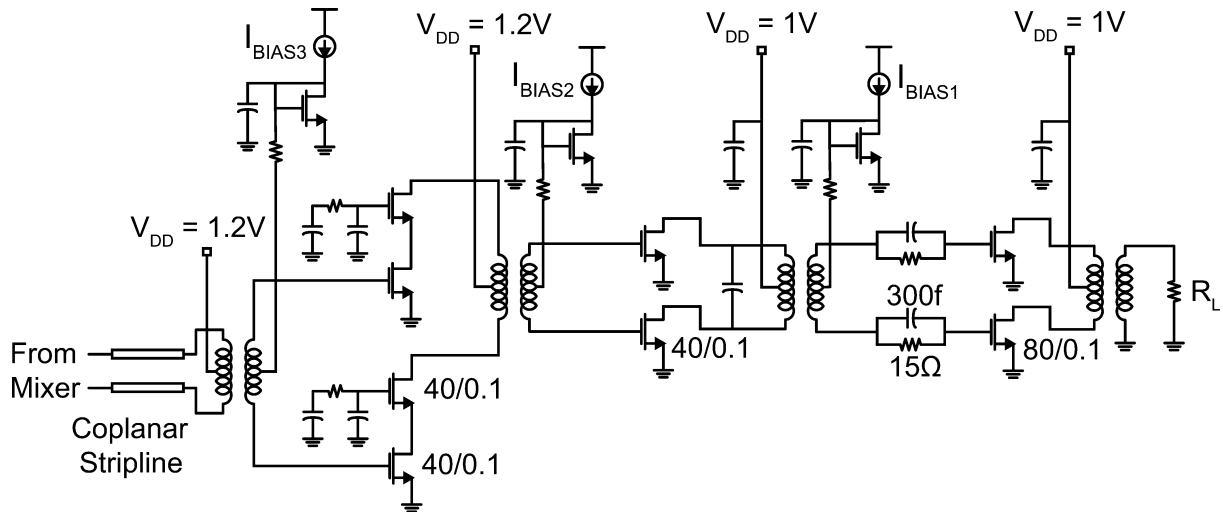 I_BIAS3
V_DD = 1.2V
V_DD = 1V
V_DD = 1V
I_BIAS2
I_BIAS1
V_DD = 1.2V
300f
R_L
From
Mixer
40/0.1
80/0.1
15Ω
40/0.1
Coplanar
Stripline
40/0.1